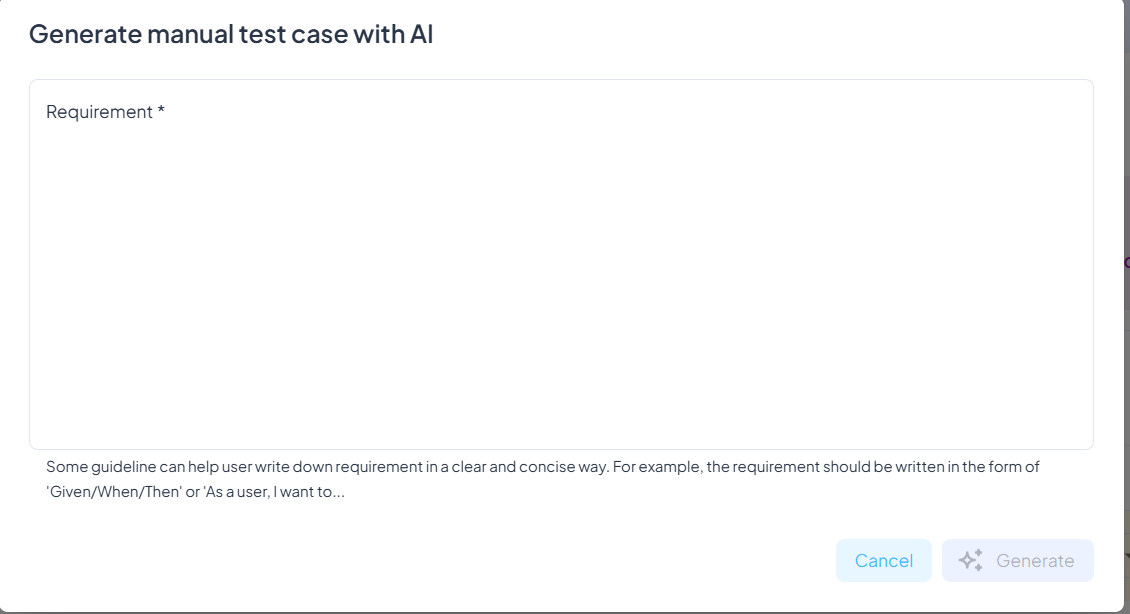 Generate manual test case with AI
Requirement *
Some guideline can help user write down requirement in a clear and concise way. For example, the requirement should be written in the form of
'Given/When/Then' or 'As a user, I want to...
Cancel
Generate